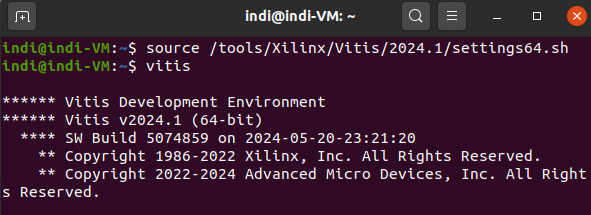 indi@indi-VM: ~
indi@indi-VM:~$ source /tools/Xilinx/Vitis/2024.1/settings64.sh
indi@indi-VM:~$ vitis
****** Vitis Development Environment
****** Vitis v2024.1 (64-bit)
  **** SW Build 5074859 on 2024-05-20-23:21:20
    ** Copyright 1986-2022 Xilinx, Inc. All Rights Reserved.
    ** Copyright 2022-2024 Advanced Micro Devices, Inc. All Right
s Reserved.